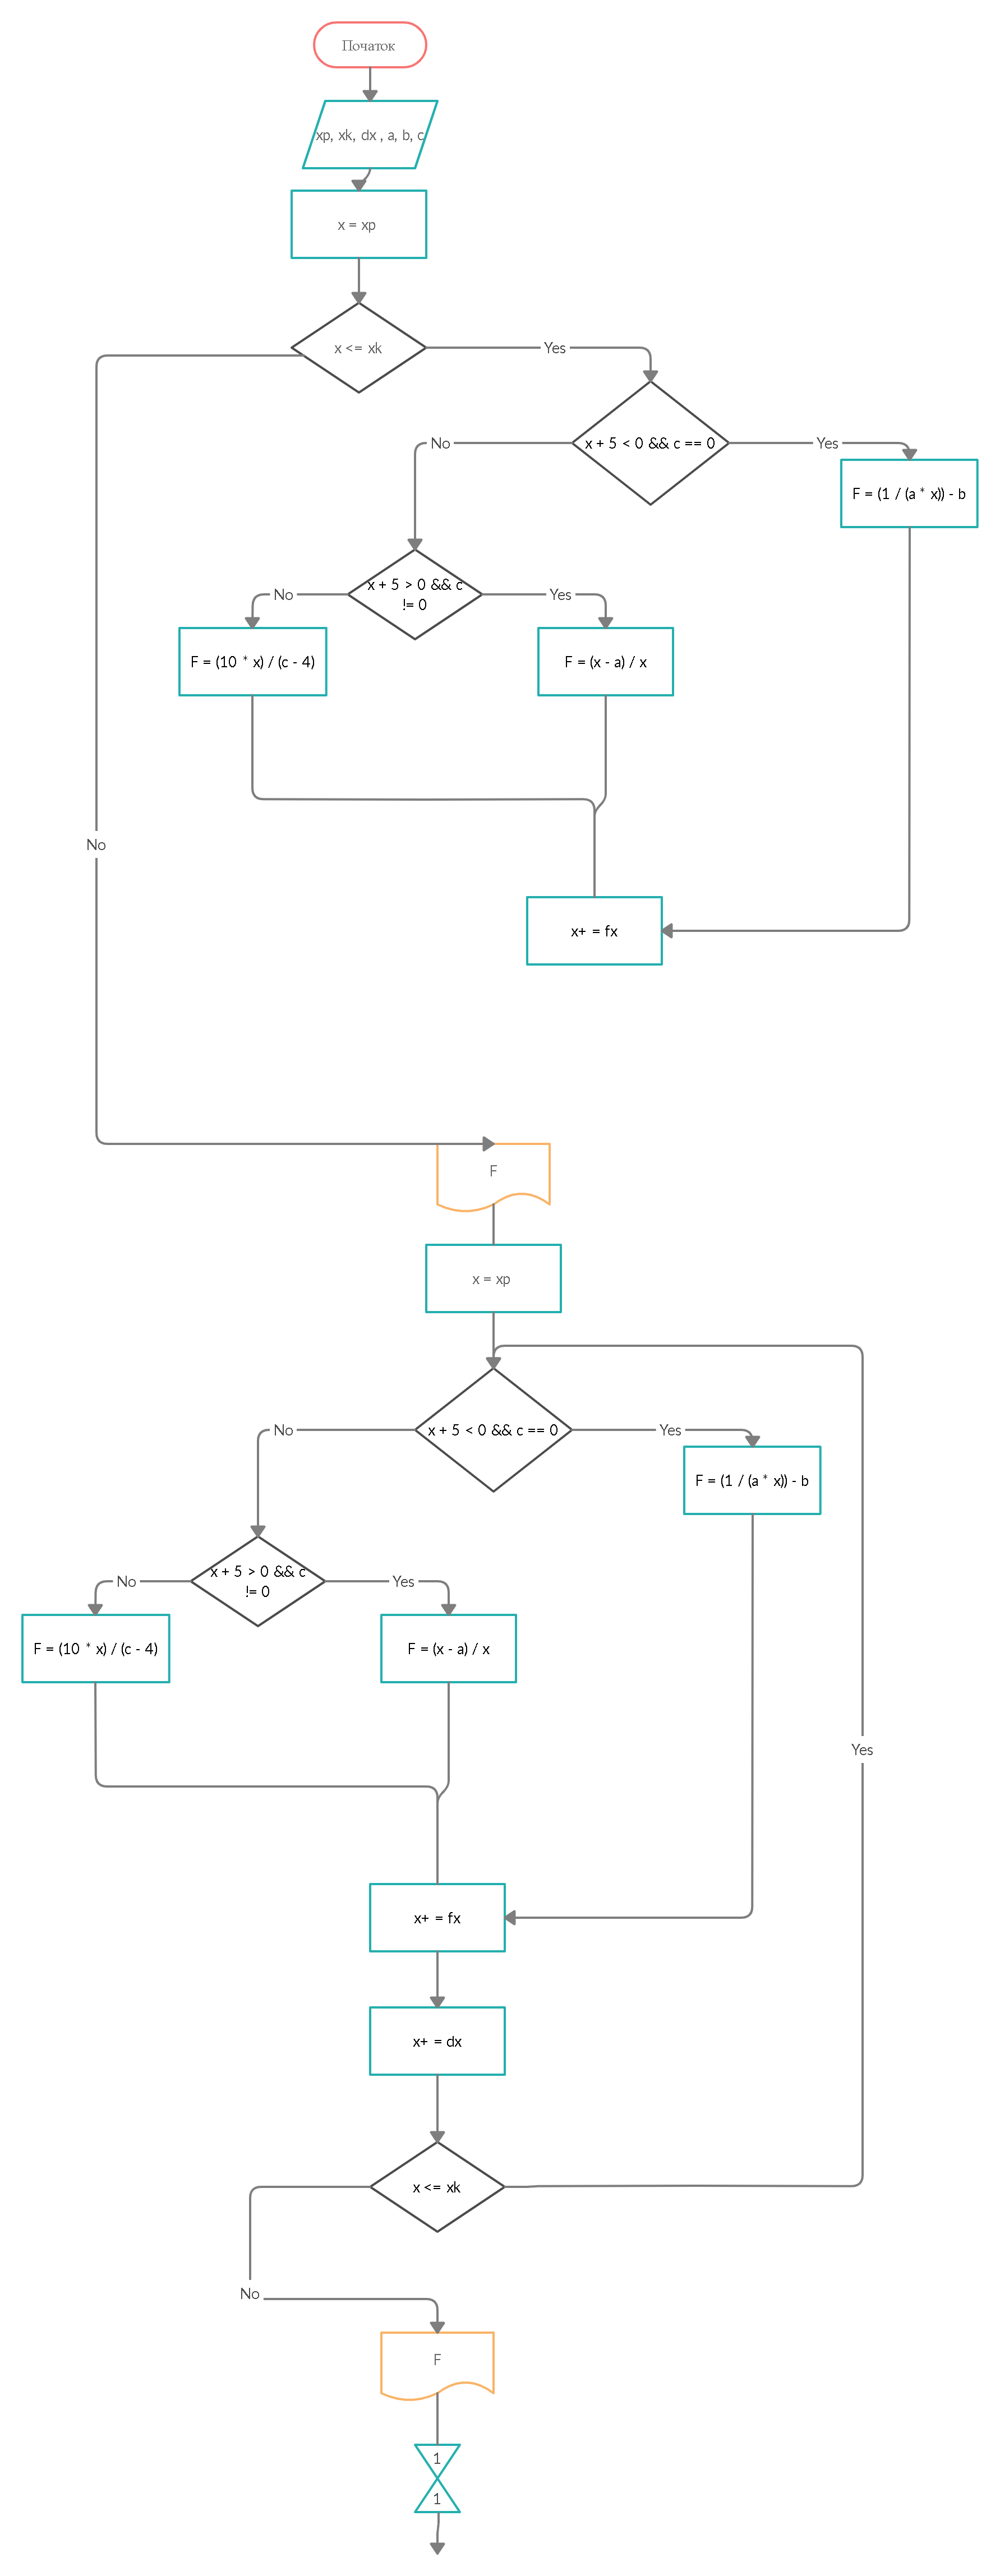 Початок
xp, xk, dx , a, b, c
x = xp
x <= xk
Yes
x + 5 < 0 && c == 0
No
Yes
F = (1 / (a * x)) - b
x + 5 > 0 && c
!= 0
No
Yes
F = (10 * x) / (c - 4)
F = (x - a) / x
No
x+ = fx
F
x = xp
x + 5 < 0 && c == 0
No
Yes
F = (1 / (a * x)) - b
x + 5 > 0 && c
!= 0
No
Yes
F = (10 * x) / (c - 4)
F = (x - a) / x
Yes
x+ = fx
x+ = dx
x <= xk
No
F
1
1